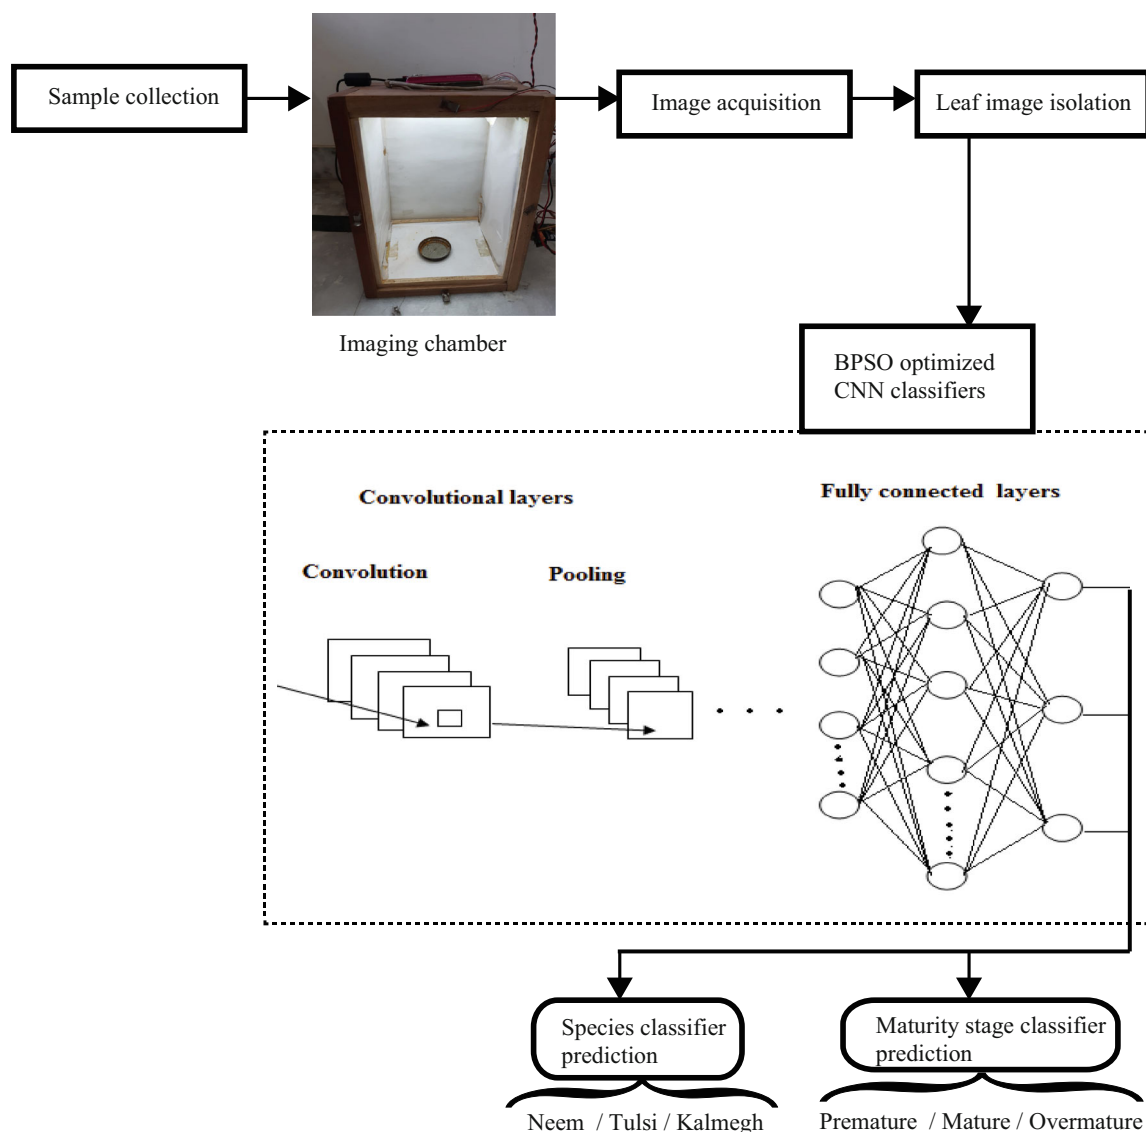 Sample collection
Image acquisition
Leaf image isolation
Imaging chamber
BPSO optimized
CNN classifiers
Convolutional layers
Fully connected layers
Convolution
Pooling
Species classifier
prediction
Maturity stage classifier
prediction
Neem / Tulsi / Kalmegh
Premature / Mature / Overmature